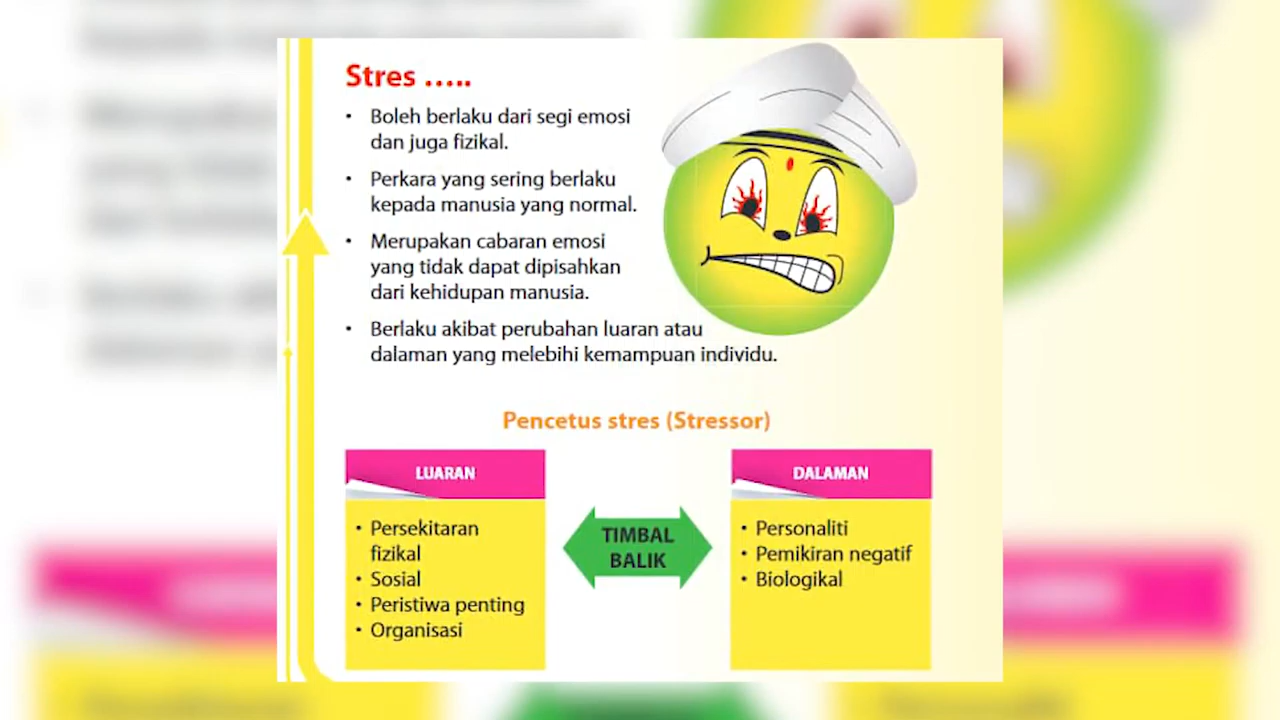 Stres .....
• Boleh berlaku dari segi emosi
dan juga fizikal.
• Perkara yang sering berlaku
kepada manusia yang normal.
• Merupakan cabaran emosi
yang tidak dapat dipisahkan
dari kehidupan manusia.
• Berlaku akibat perubahan luaran atau
dalaman yang melebihi kemampuan individu.
Pencetus stres (Stressor)
LUARAN
• Persekitaran
fizikal
• Sosial
• Peristiwa penting
• Organisasi
TIMBAL
BALIK
DALAMAN
• Personaliti
• Pemikiran negatif
• Biologikal